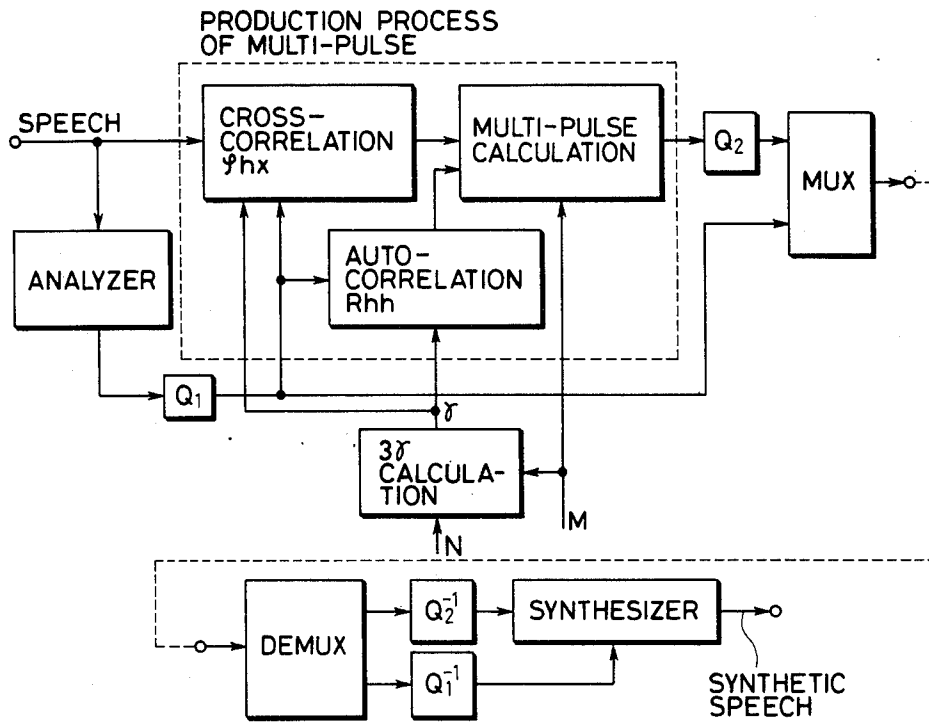 PRODUCTION PROCESS
OF MULTI-PULSE
SPEECH
CROSS-
CORRELATION
φhx
MULTI-PULSE
CALCULATION
Q₂
MUX
ANALYZER
AUTO-
CORRELATION
Rhh
Q₁
γ
3γ
CALCULA-
TION
M
N
DEMUX
Q₂⁻¹
SYNTHESIZER
Q₁⁻¹
SYNTHETIC
SPEECH